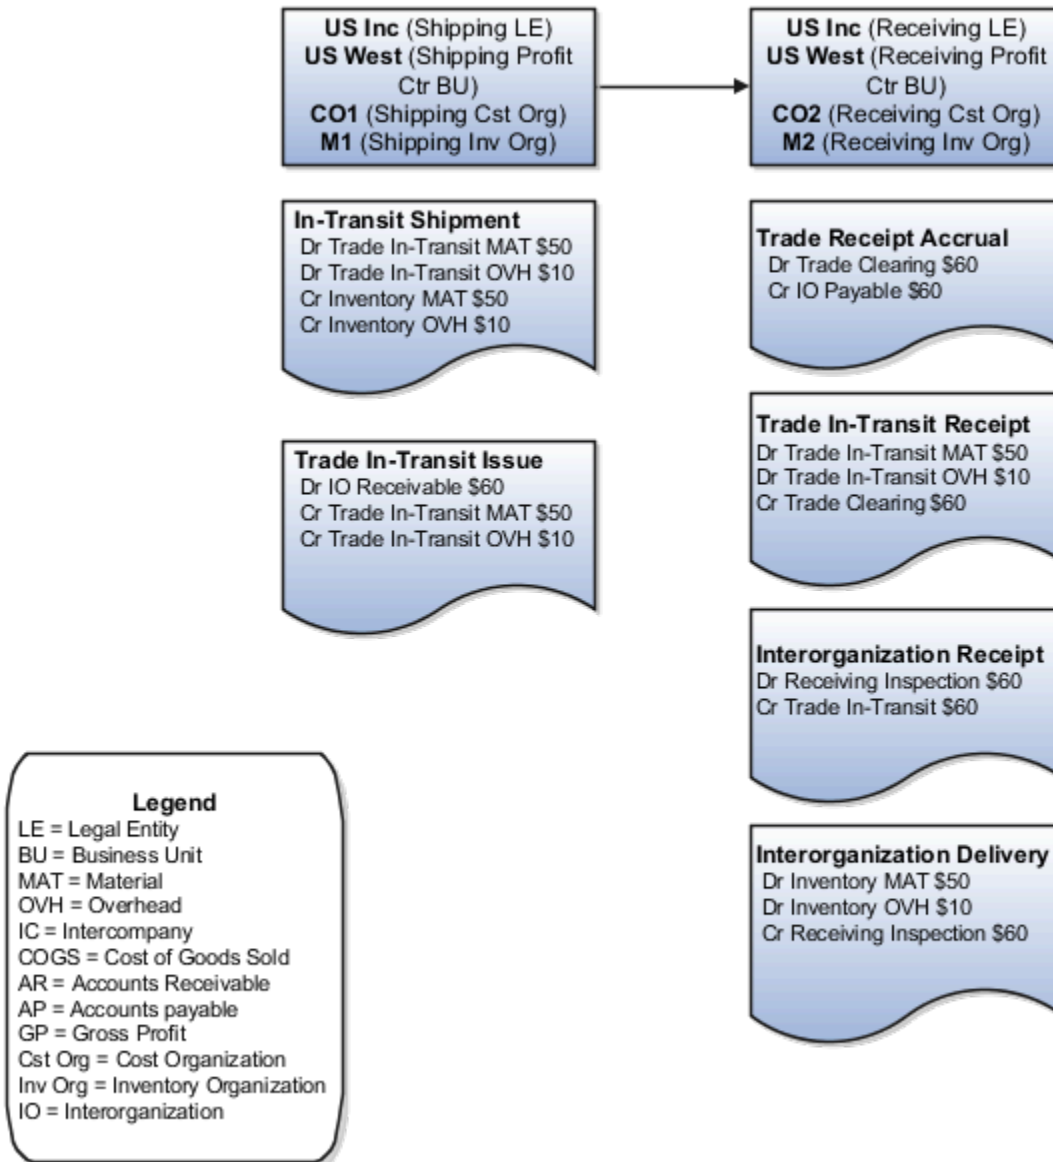 US Inc (Shipping LE)
US West (Shipping Profit
Ctr BU)
CO1 (Shipping Cst Org)
M1 (Shipping Inv Org)
US Inc (Receiving LE)
US West (Receiving Profit
Ctr BU)
CO2 (Receiving Cst Org)
M2 (Receiving Inv Org)
In-Transit Shipment
Dr Trade In-Transit MAT $50
Dr Trade In-Transit OVH $10
Cr Inventory MAT $50
Cr Inventory OVH $10
Trade In-Transit Issue
Dr IO Receivable $60
Cr Trade In-Transit MAT $50
Cr Trade In-Transit OVH $10
Trade Receipt Accrual
Dr Trade Clearing $60
Cr IO Payable $60
Trade In-Transit Receipt
Dr Trade In-Transit MAT $50
Dr Trade In-Transit OVH $10
Cr Trade Clearing $60
Interorganization Receipt
Dr Receiving Inspection $60
Cr Trade In-Transit $60
Interorganization Delivery
Dr Inventory MAT $50
Dr Inventory OVH $10
Cr Receiving Inspection $60
Legend
LE = Legal Entity
BU = Business Unit
MAT = Material
OVH = Overhead
IC = Intercompany
COGS = Cost of Goods Sold
AR = Accounts Receivable
AP = Accounts payable
GP = Gross Profit
Cst Org = Cost Organization
Inv Org = Inventory Organization
IO = Interorganization